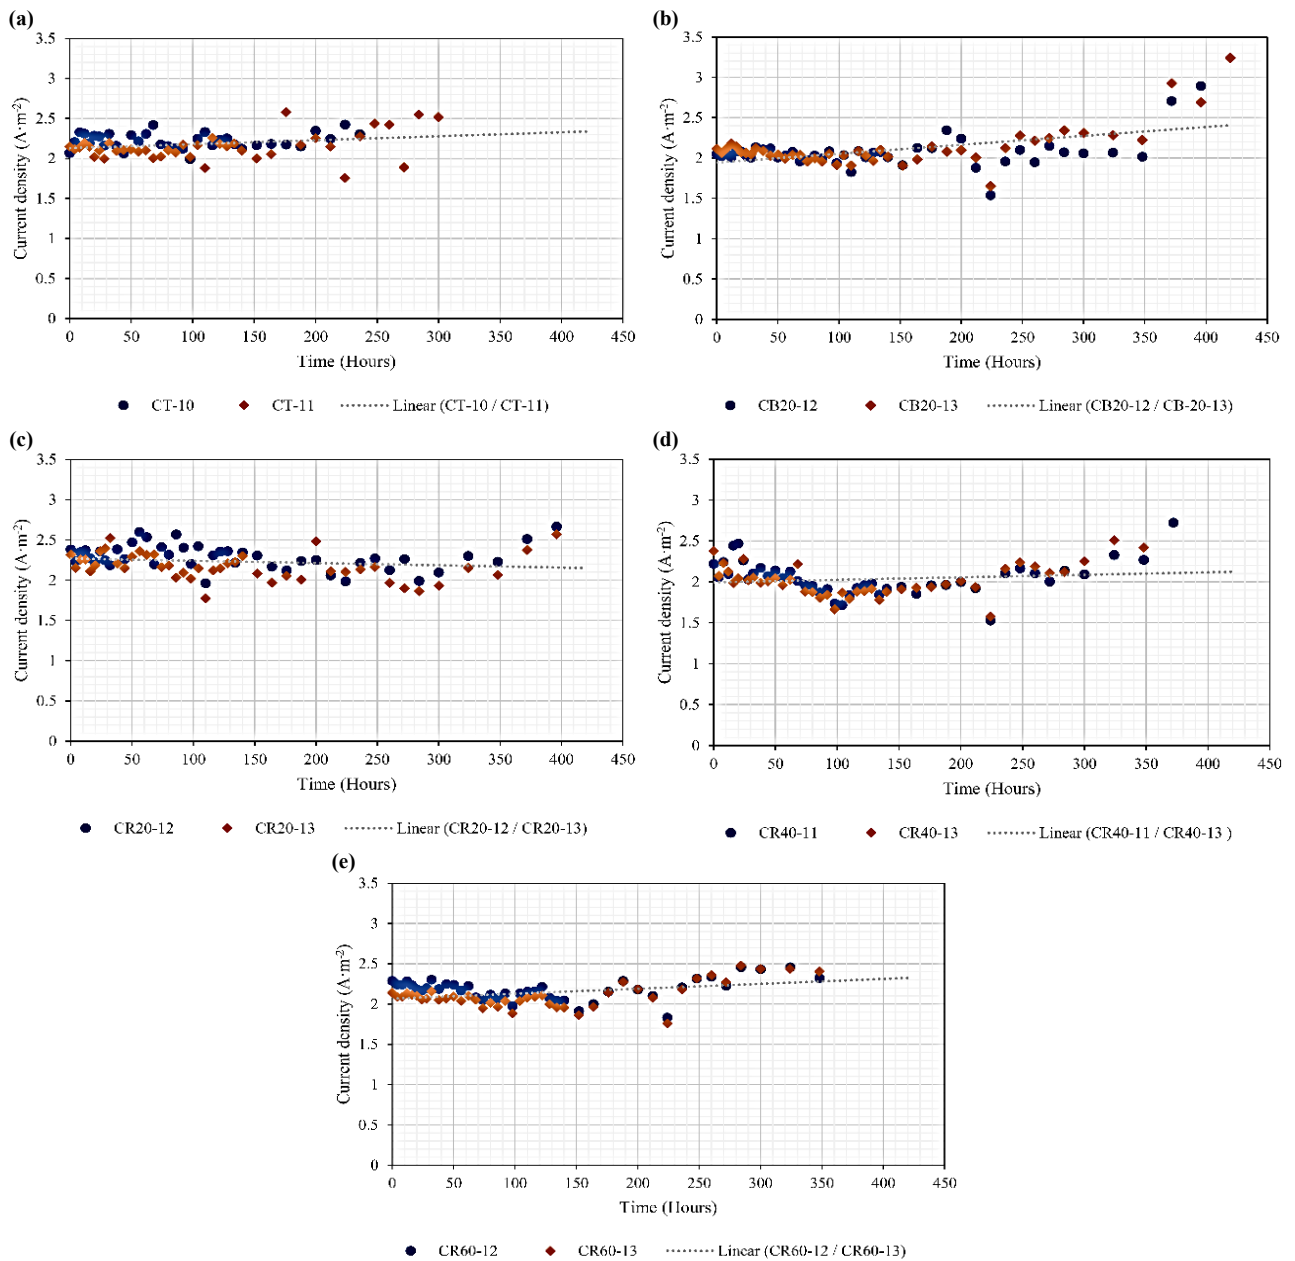 (a)
3.5
3
2.5
2
1.5
1
0.5
0
Current density (A·m⁻²)
0 50 100 150 200 250 300 350 400 450
Time (Hours)
CT-10 CT-11 Linear (CT-10 / CT-11)
(b)
3.5
3
2.5
2
1.5
1
0.5
0
Current density (A·m⁻²)
0 50 100 150 200 250 300 350 400 450
Time (Hours)
CB20-12 CB20-13 Linear (CB20-12 / CB-20-13)
(c)
3.5
3
2.5
2
1.5
1
0.5
0
Current density (A·m⁻²)
0 50 100 150 200 250 300 350 400 450
Time (Hours)
CR20-12 CR20-13 Linear (CR20-12 / CR20-13)
(d)
3.5
3
2.5
2
1.5
1
0.5
0
Current density (A·m⁻²)
0 50 100 150 200 250 300 350 400 450
Time (Hours)
CR40-11 CR40-13 Linear (CR40-11 / CR40-13 )
(e)
3.5
3
2.5
2
1.5
1
0.5
0
Current density (A·m⁻²)
0 50 100 150 200 250 300 350 400 450
Time (Hours)
CR60-12 CR60-13 Linear (CR60-12 / CR60-13)